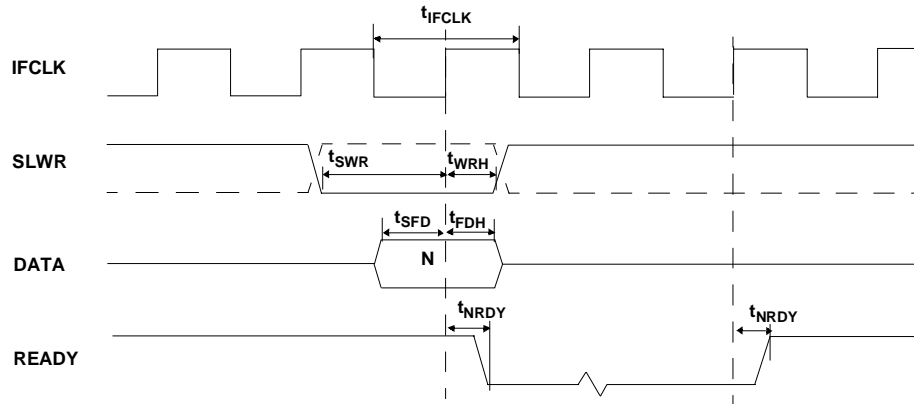 tIFCLK
IFCLK
SLWR
tSWR
tWRH
tSFD
tFDH
DATA
N
tNRDY
tNRDY
READY